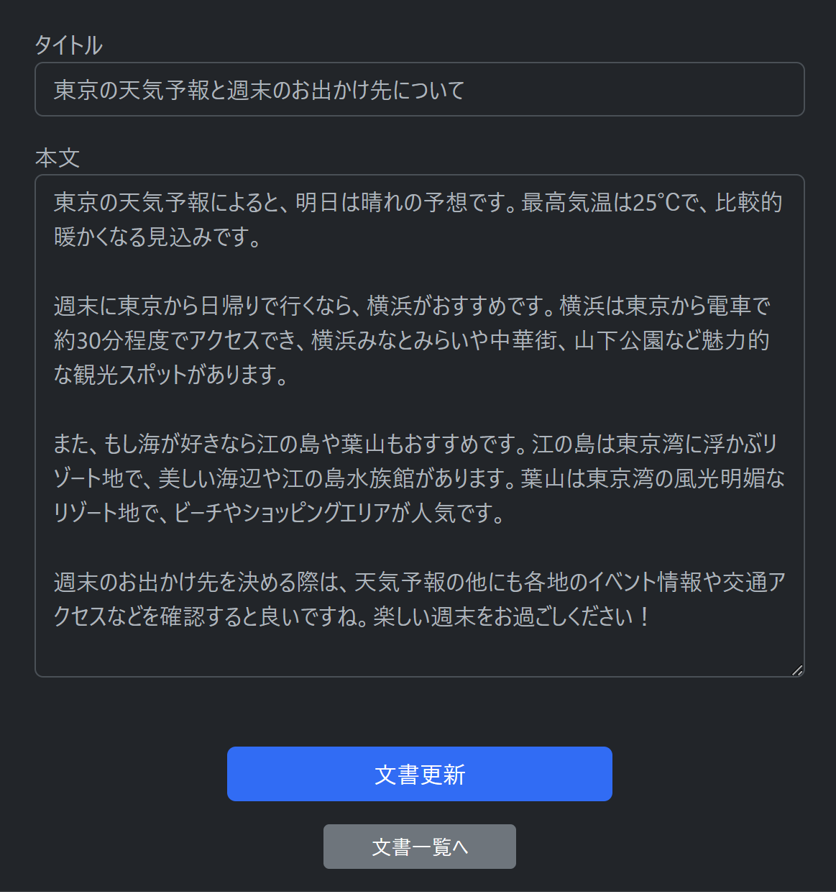 タイトル
東京の天気予報と週末のお出かけ先について
本文
東京の天気予報によると、明日は晴れの予想です。最高気温は25℃で、比較的
暖かくなる見込みです。
週末に東京から日帰りで行くなら、横浜がおすすめです。横浜は東京から電車で
約30分程度でアクセスでき、横浜みなとみらいや中華街、山下公園など魅力的
な観光スポットがあります。
また、もし海が好きなら江の島や葉山もおすすめです。江の島は東京湾に浮かぶリ
ゾート地で、美しい海辺や江の島水族館があります。葉山は東京湾の風光明媚な
リゾート地で、ビーチやショッピングエリアが人気です。
週末のお出かけ先を決める際は、天気予報の他にも各地のイベント情報や交通ア
クセスなどを確認すると良いですね。楽しい週末をお過ごしください！
文書更新
文書一覧へ